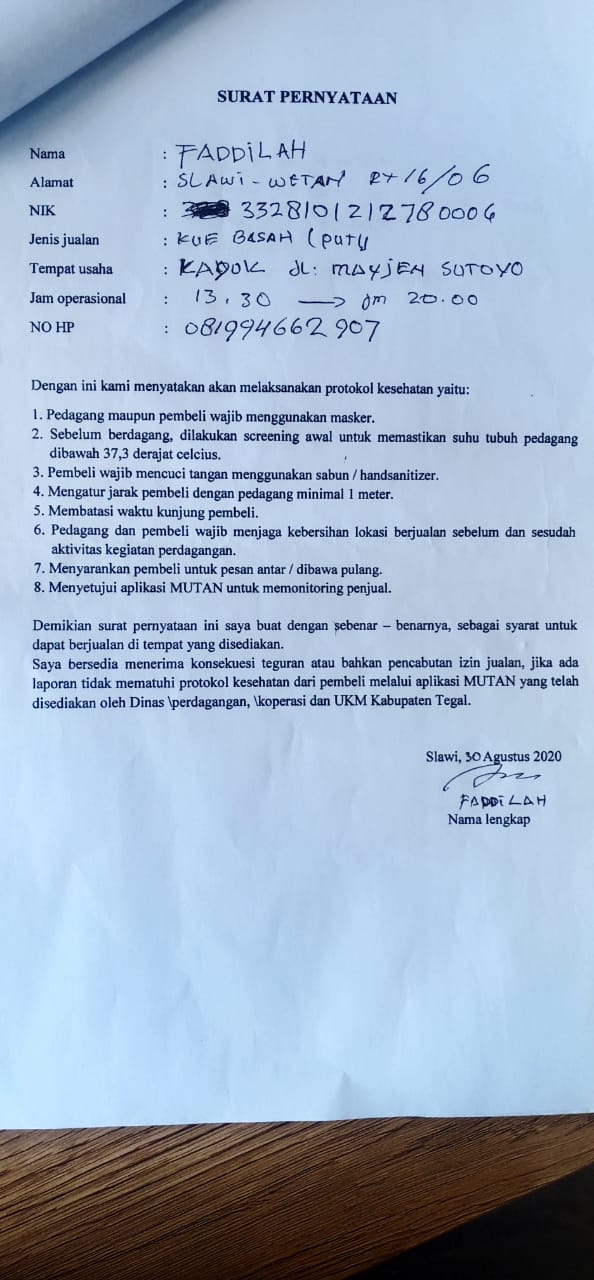 SURAT PERNYATAAN
Nama : FADDiLAH
Alamat : SLAWi - WETAN Rt 16/06
NIK : 3328101212780006
Jenis jualan : KUE BASAH (putu
Tempat usaha : KADOK JL: MAYJEN SUTOYO
Jam operasional : 13.30 → Jm 20.00
NO HP : 081994662907
Dengan ini kami menyatakan akan melaksanakan protokol kesehatan yaitu:
1. Pedagang maupun pembeli wajib menggunakan masker.
2. Sebelum berdagang, dilakukan screening awal untuk memastikan suhu tubuh pedagang
dibawah 37,3 derajat celcius.
3. Pembeli wajib mencuci tangan menggunakan sabun / handsanitizer.
4. Mengatur jarak pembeli dengan pedagang minimal 1 meter.
5. Membatasi waktu kunjung pembeli.
6. Pedagang dan pembeli wajib menjaga kebersihan lokasi berjualan sebelum dan sesudah
aktivitas kegiatan perdagangan.
7. Menyarankan pembeli untuk pesan antar / dibawa pulang.
8. Menyetujui aplikasi MUTAN untuk memonitoring penjual.
Demikian surat pernyataan ini saya buat dengan sebenar – benarnya, sebagai syarat untuk
dapat berjualan di tempat yang disediakan.
Saya bersedia menerima konsekuesi teguran atau bahkan pencabutan izin jualan, jika ada
laporan tidak mematuhi protokol kesehatan dari pembeli melalui aplikasi MUTAN yang telah
disediakan oleh Dinas \perdagangan, \koperasi dan UKM Kabupaten Tegal.
Slawi, 30 Agustus 2020
FADDiLAH
Nama lengkap